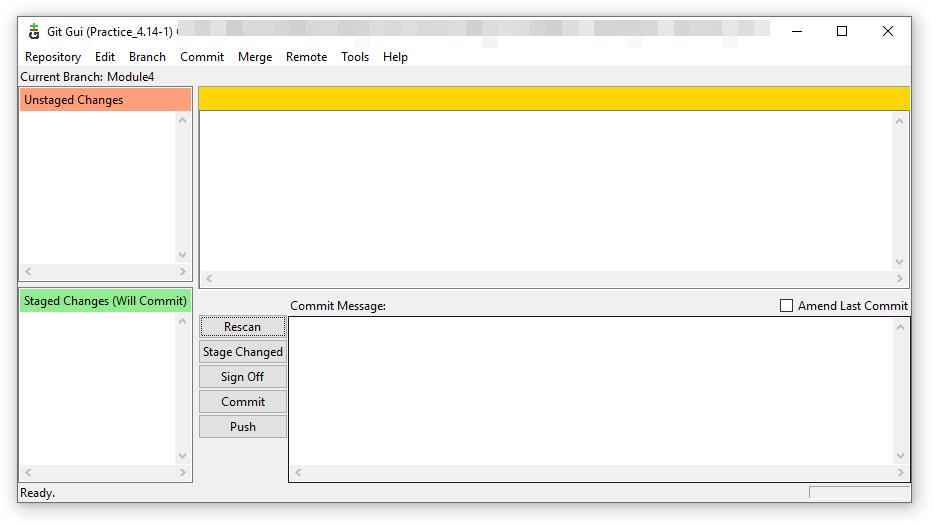 Git Gui (Practice_4.14-1)
Repository Edit Branch Commit Merge Remote Tools Help
Current Branch: Module4
Unstaged Changes
Staged Changes (Will Commit)
Commit Message:
Amend Last Commit
Rescan
Stage Changed
Sign Off
Commit
Push
Ready.